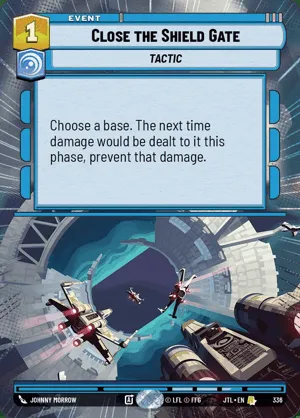 EVENT
1
CLOSE THE SHIELD GATE
TACTIC
Choose a base. The next time
damage would be dealt to it this
phase, prevent that damage.
JOHNNY MORROW
© LFL © FFG
JTL • EN
336